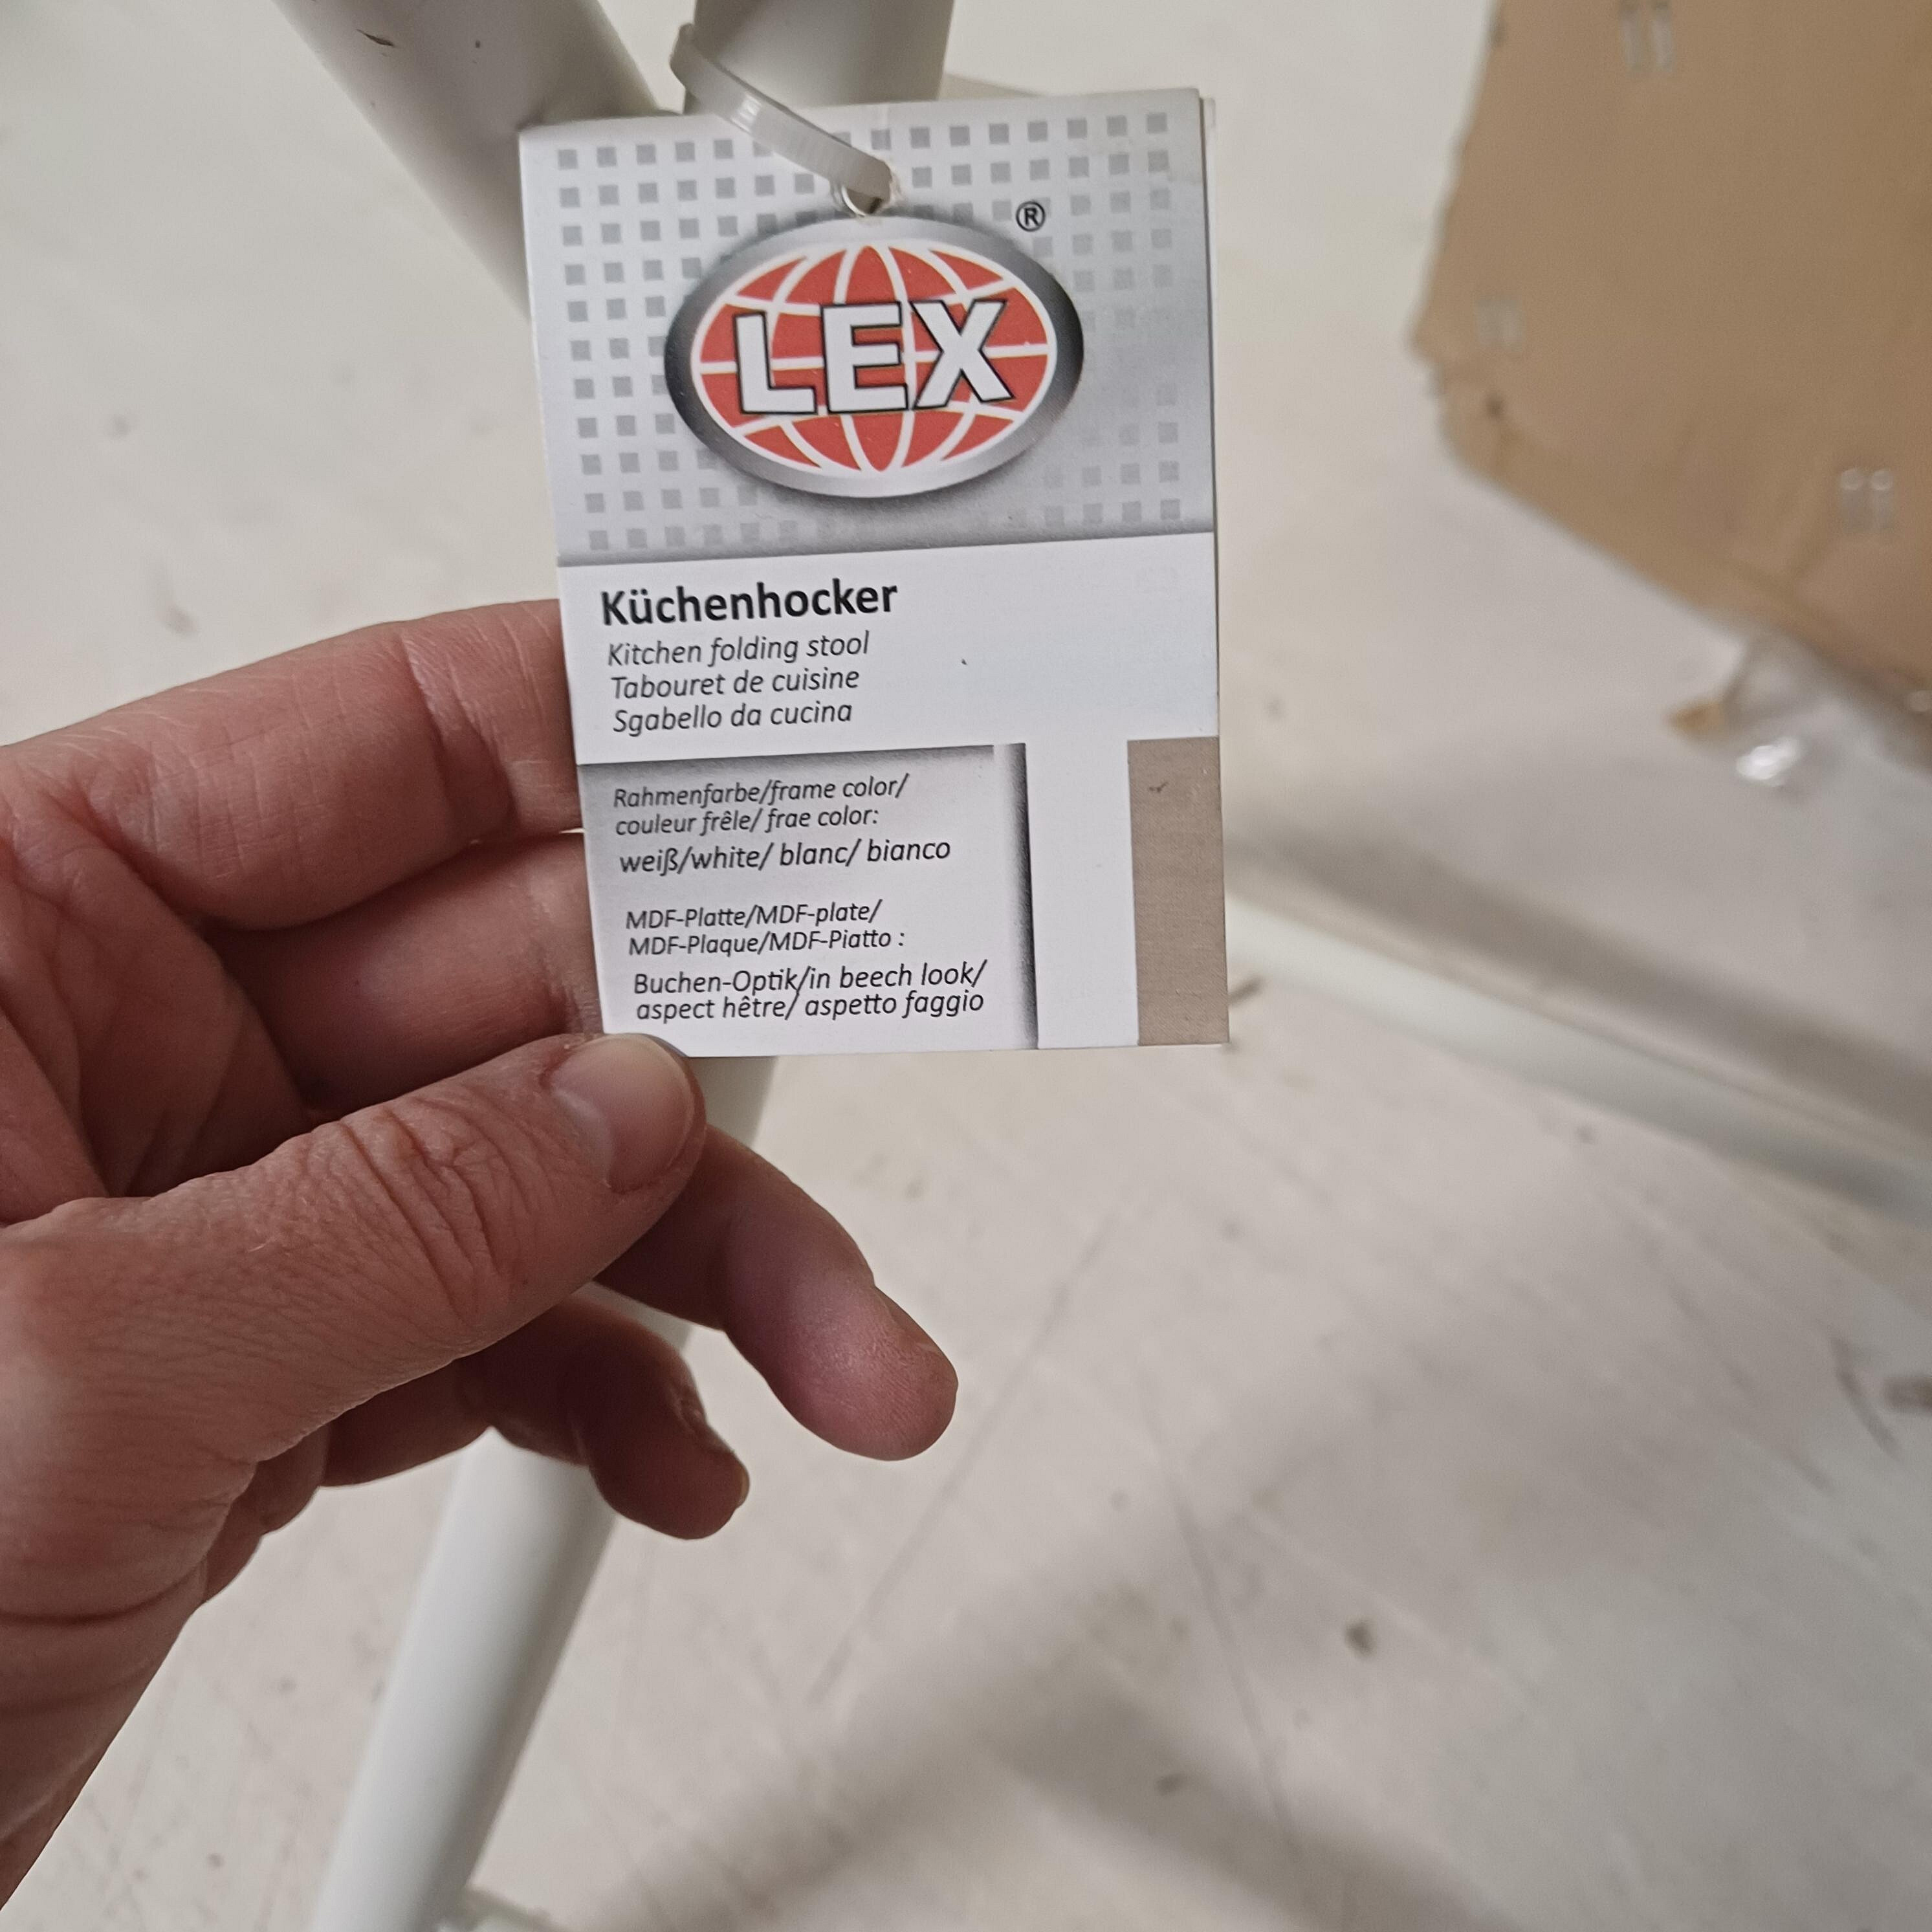 ®
LEX
Küchenhocker
Kitchen folding stool
Tabouret de cuisine
Sgabello da cucina
Rahmenfarbe/frame color/
couleur frêle/ frae color:
weiß/white/ blanc/ bianco
MDF-Platte/MDF-plate/
MDF-Plaque/MDF-Piatto :
Buchen-Optik/in beech look/
aspect hêtre/ aspetto faggio